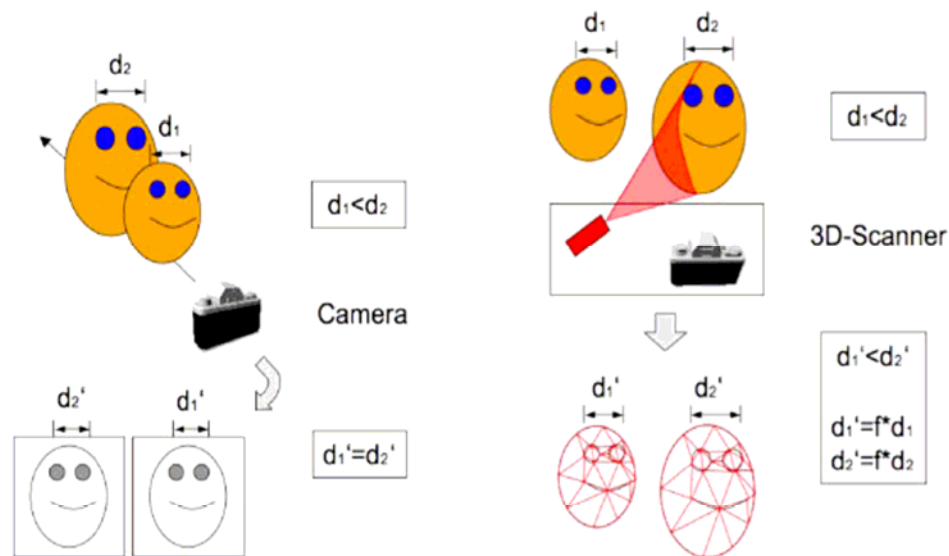 d₂
d₁
d₁<d₂
Camera
d₂‘
d₁‘
d₁‘=d₂‘
d₁
d₂
d₁<d₂
3D-Scanner
d₁‘
d₂‘
d₁‘<d₂‘
d₁‘=f*d₁
d₂‘=f*d₂